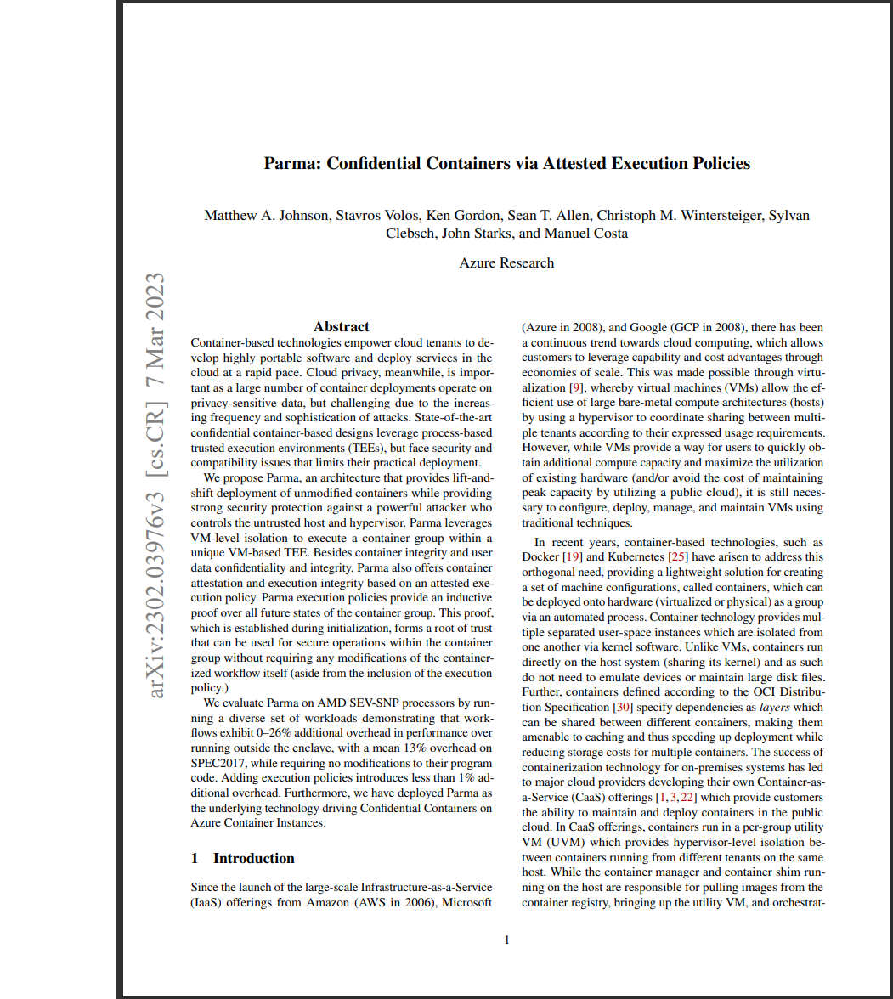 Parma: Confidential Containers via Attested Execution Policies
Matthew A. Johnson, Stavros Volos, Ken Gordon, Sean T. Allen, Christoph M. Wintersteiger, Sylvan
Clebsch, John Starks, and Manuel Costa
Azure Research
arXiv:2302.03976v3 [cs.CR] 7 Mar 2023
Abstract
Container-based technologies empower cloud tenants to de-
velop highly portable software and deploy services in the
cloud at a rapid pace. Cloud privacy, meanwhile, is impor-
tant as a large number of container deployments operate on
privacy-sensitive data, but challenging due to the increas-
ing frequency and sophistication of attacks. State-of-the-art
confidential container-based designs leverage process-based
trusted execution environments (TEEs), but face security and
compatibility issues that limits their practical deployment.
We propose Parma, an architecture that provides lift-and-
shift deployment of unmodified containers while providing
strong security protection against a powerful attacker who
controls the untrusted host and hypervisor. Parma leverages
VM-level isolation to execute a container group within a
unique VM-based TEE. Besides container integrity and user
data confidentiality and integrity, Parma also offers container
attestation and execution integrity based on an attested exe-
cution policy. Parma execution policies provide an inductive
proof over all future states of the container group. This proof,
which is established during initialization, forms a root of trust
that can be used for secure operations within the container
group without requiring any modifications of the container-
ized workflow itself (aside from the inclusion of the execution
policy.)
We evaluate Parma on AMD SEV-SNP processors by run-
ning a diverse set of workloads demonstrating that work-
flows exhibit 0–26% additional overhead in performance over
running outside the enclave, with a mean 13% overhead on
SPEC2017, while requiring no modifications to their program
code. Adding execution policies introduces less than 1% ad-
ditional overhead. Furthermore, we have deployed Parma as
the underlying technology driving Confidential Containers on
Azure Container Instances.
1 Introduction
Since the launch of the large-scale Infrastructure-as-a-Service
(IaaS) offerings from Amazon (AWS in 2006), Microsoft
(Azure in 2008), and Google (GCP in 2008), there has been
a continuous trend towards cloud computing, which allows
customers to leverage capability and cost advantages through
economies of scale. This was made possible through virtu-
alization [9], whereby virtual machines (VMs) allow the ef-
ficient use of large bare-metal compute architectures (hosts)
by using a hypervisor to coordinate sharing between multi-
ple tenants according to their expressed usage requirements.
However, while VMs provide a way for users to quickly ob-
tain additional compute capacity and maximize the utilization
of existing hardware (and/or avoid the cost of maintaining
peak capacity by utilizing a public cloud), it is still neces-
sary to configure, deploy, manage, and maintain VMs using
traditional techniques.
In recent years, container-based technologies, such as
Docker [19] and Kubernetes [25] have arisen to address this
orthogonal need, providing a lightweight solution for creating
a set of machine configurations, called containers, which can
be deployed onto hardware (virtualized or physical) as a group
via an automated process. Container technology provides mul-
tiple separated user-space instances which are isolated from
one another via kernel software. Unlike VMs, containers run
directly on the host system (sharing its kernel) and as such
do not need to emulate devices or maintain large disk files.
Further, containers defined according to the OCI Distribu-
tion Specification [30] specify dependencies as layers which
can be shared between different containers, making them
amenable to caching and thus speeding up deployment while
reducing storage costs for multiple containers. The success of
containerization technology for on-premises systems has led
to major cloud providers developing their own Container-as-
a-Service (CaaS) offerings [1,3,22] which provide customers
the ability to maintain and deploy containers in the public
cloud. In CaaS offerings, containers run in a per-group utility
VM (UVM) which provides hypervisor-level isolation be-
tween containers running from different tenants on the same
host. While the container manager and container shim run-
ning on the host are responsible for pulling images from the
container registry, bringing up the utility VM, and orchestrat-
1